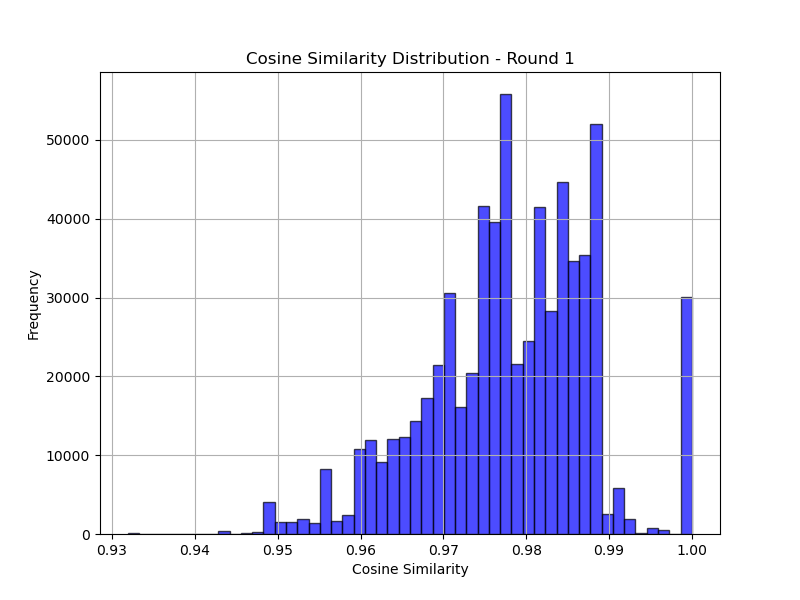 Cosine Similarity Distribution - Round 1
Frequency
50000
40000
30000
20000
10000
0
0.93 0.94 0.95 0.96 0.97 0.98 0.99 1.00
Cosine Similarity